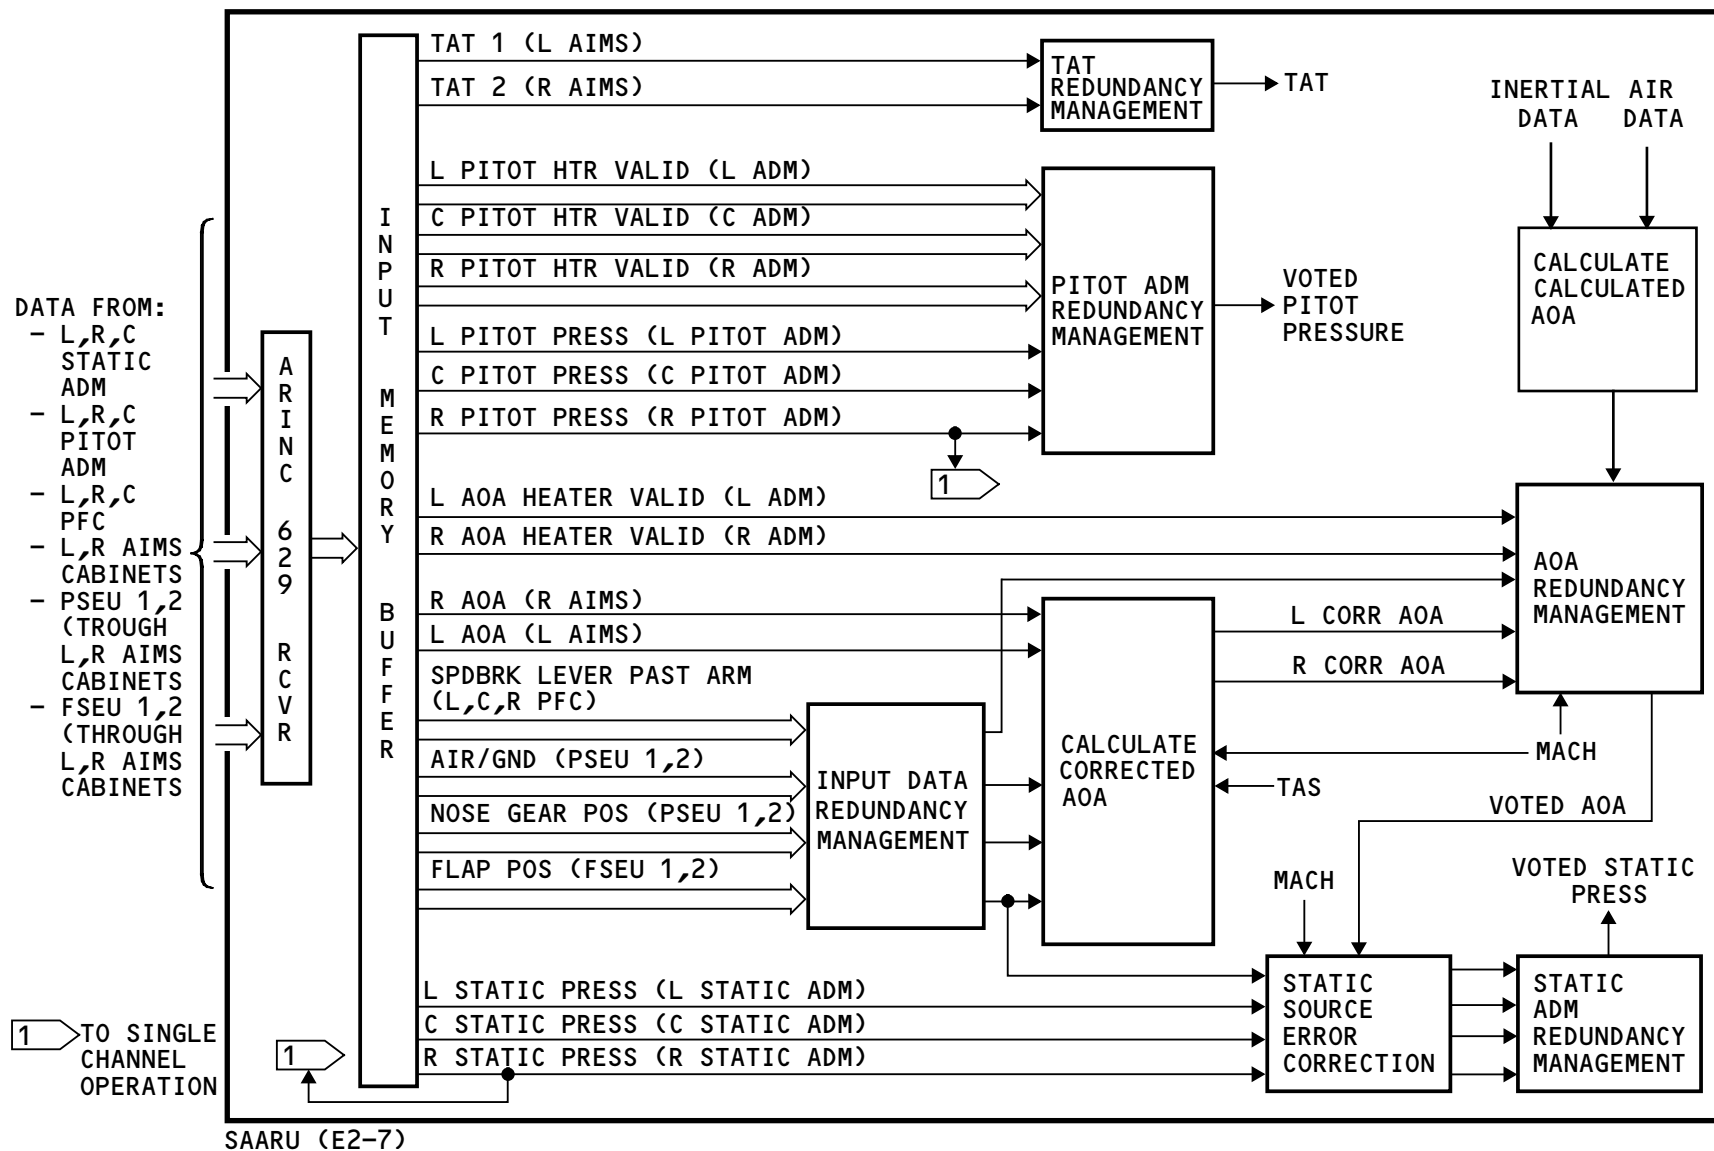 TAT 1 (L AIMS)
TAT 2 (R AIMS)
TAT
REDUNDANCY
MANAGEMENT
TAT
INERTIAL AIR
DATA DATA
L PITOT HTR VALID (L ADM)
C PITOT HTR VALID (C ADM)
R PITOT HTR VALID (R ADM)
L PITOT PRESS (L PITOT ADM)
C PITOT PRESS (C PITOT ADM)
R PITOT PRESS (R PITOT ADM)
1
PITOT ADM
REDUNDANCY
MANAGEMENT
VOTED
PITOT
PRESSURE
CALCULATE
CALCULATED
AOA
DATA FROM:
– L,R,C
STATIC
ADM
– L,R,C
PITOT
ADM
– L,R,C
PFC
– L,R AIMS
CABINETS
– PSEU 1,2
(TROUGH
L,R AIMS
CABINETS
– FSEU 1,2
(THROUGH
L,R AIMS
CABINETS
ARINC 629 RCVR
INPUT MEMORY BUFFER
L AOA HEATER VALID (L ADM)
R AOA HEATER VALID (R ADM)
R AOA (R AIMS)
L AOA (L AIMS)
SPDBRK LEVER PAST ARM
(L,C,R PFC)
AIR/GND (PSEU 1,2)
NOSE GEAR POS (PSEU 1,2)
FLAP POS (FSEU 1,2)
INPUT DATA
REDUNDANCY
MANAGEMENT
CALCULATE
CORRECTED
AOA
L CORR AOA
R CORR AOA
AOA
REDUNDANCY
MANAGEMENT
MACH
TAS
VOTED AOA
MACH
VOTED STATIC
PRESS
L STATIC PRESS (L STATIC ADM)
C STATIC PRESS (C STATIC ADM)
R STATIC PRESS (R STATIC ADM)
STATIC
SOURCE
ERROR
CORRECTION
STATIC
ADM
REDUNDANCY
MANAGEMENT
1
1 TO SINGLE
CHANNEL
OPERATION
SAARU (E2–7)